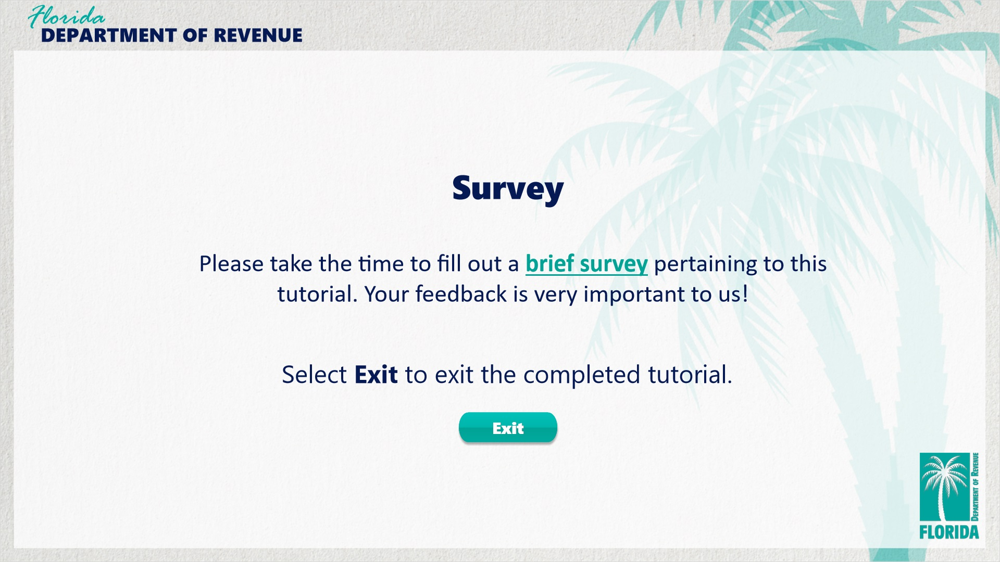 Florida
DEPARTMENT OF REVENUE
Survey
Please take the time to fill out a brief survey pertaining to this
tutorial. Your feedback is very important to us!
Select Exit to exit the completed tutorial.
Exit
DEPARTMENT OF REVENUE
FLORIDA